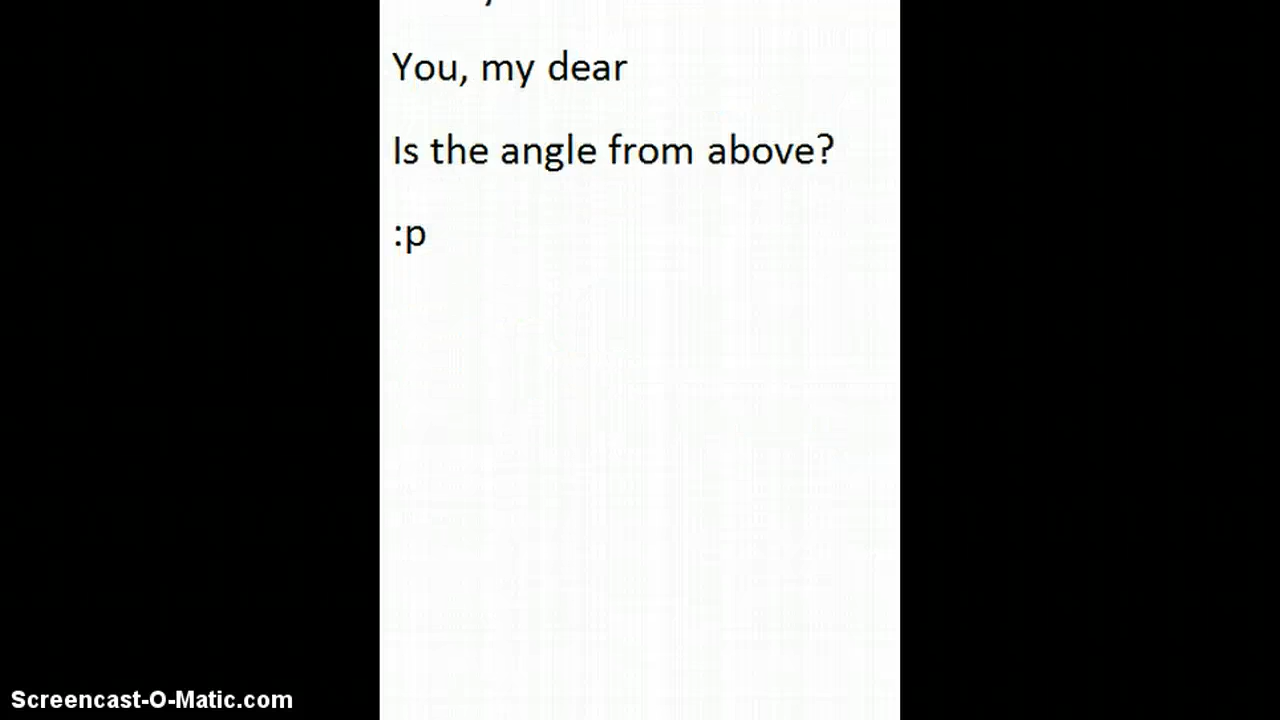 You, my dear
Is the angle from above?
:p
Screencast-O-Matic.com